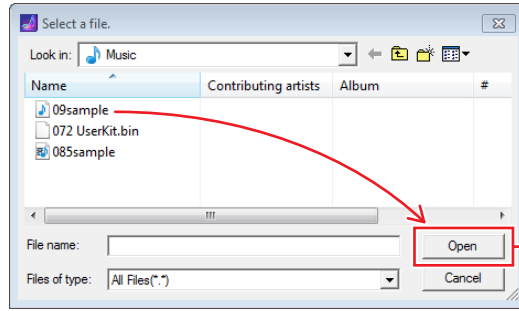 Select a file.
Look in: Music
Name Contributing artists Album #
09sample
072 UserKit.bin
085sample
File name: Open
Files of type: All Files(*.*) Cancel